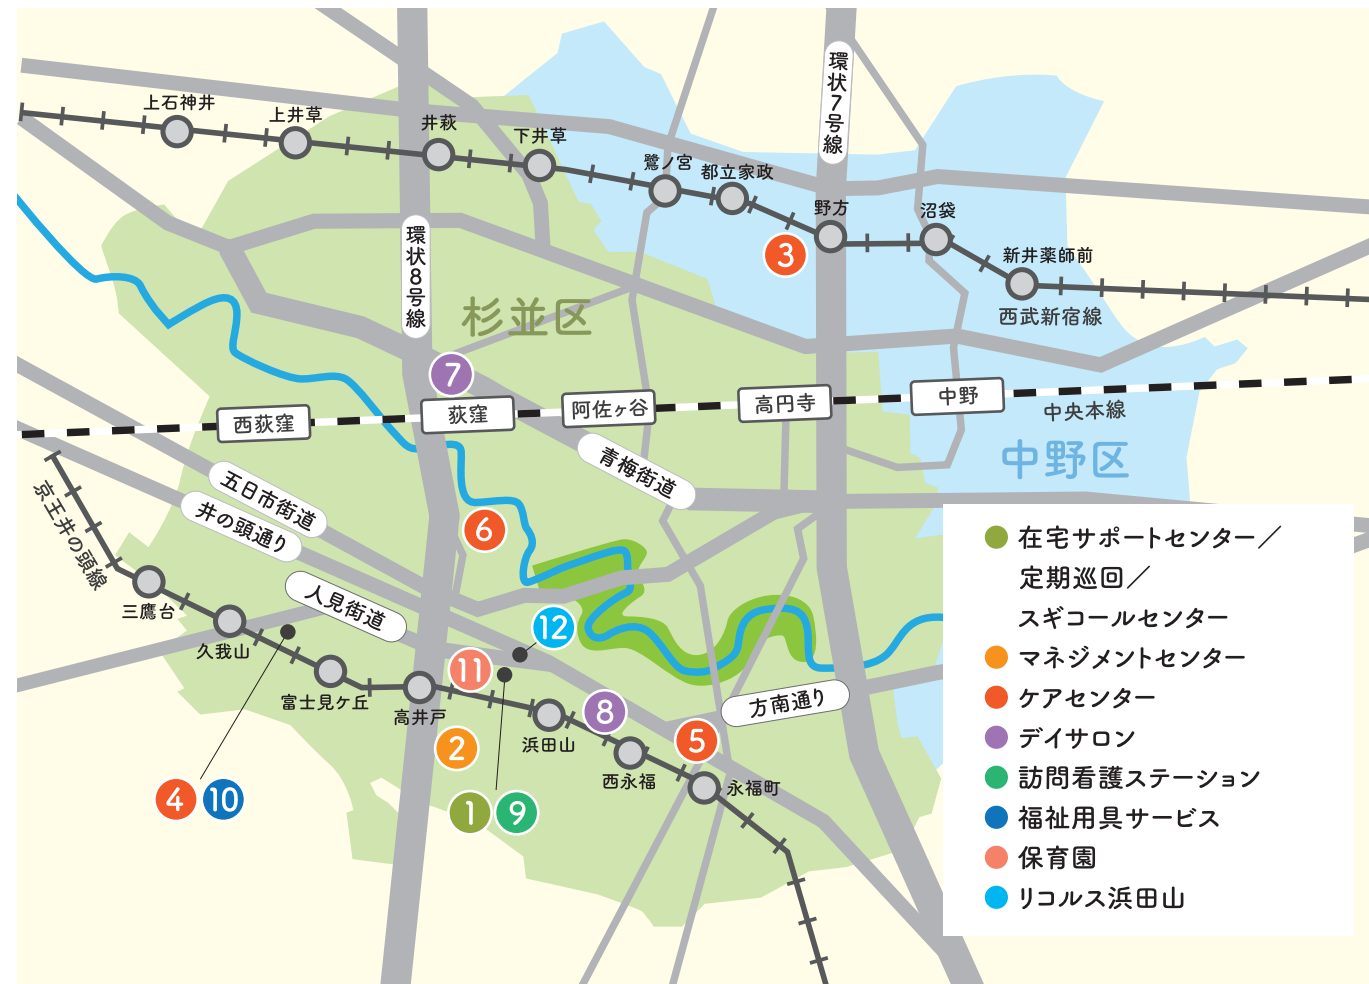 環状7号線
上石神井
上井草
井萩
下井草
鷺ノ宮
都立家政
野方
沼袋
新井薬師前
西武新宿線
3
環状8号線
杉並区
7
西荻窪
荻窪
阿佐ヶ谷
高円寺
中野
中央本線
中野区
青梅街道
五日市街道
井の頭通り
京王井の頭線
人見街道
6
12
三鷹台
久我山
富士見ケ丘
高井戸
11
浜田山
8
西永福
5
永福町
方南通り
2
4
10
1
9
在宅サポートセンター／
定期巡回／
スギコールセンター
マネジメントセンター
ケアセンター
デイサロン
訪問看護ステーション
福祉用具サービス
保育園
リコルス浜田山